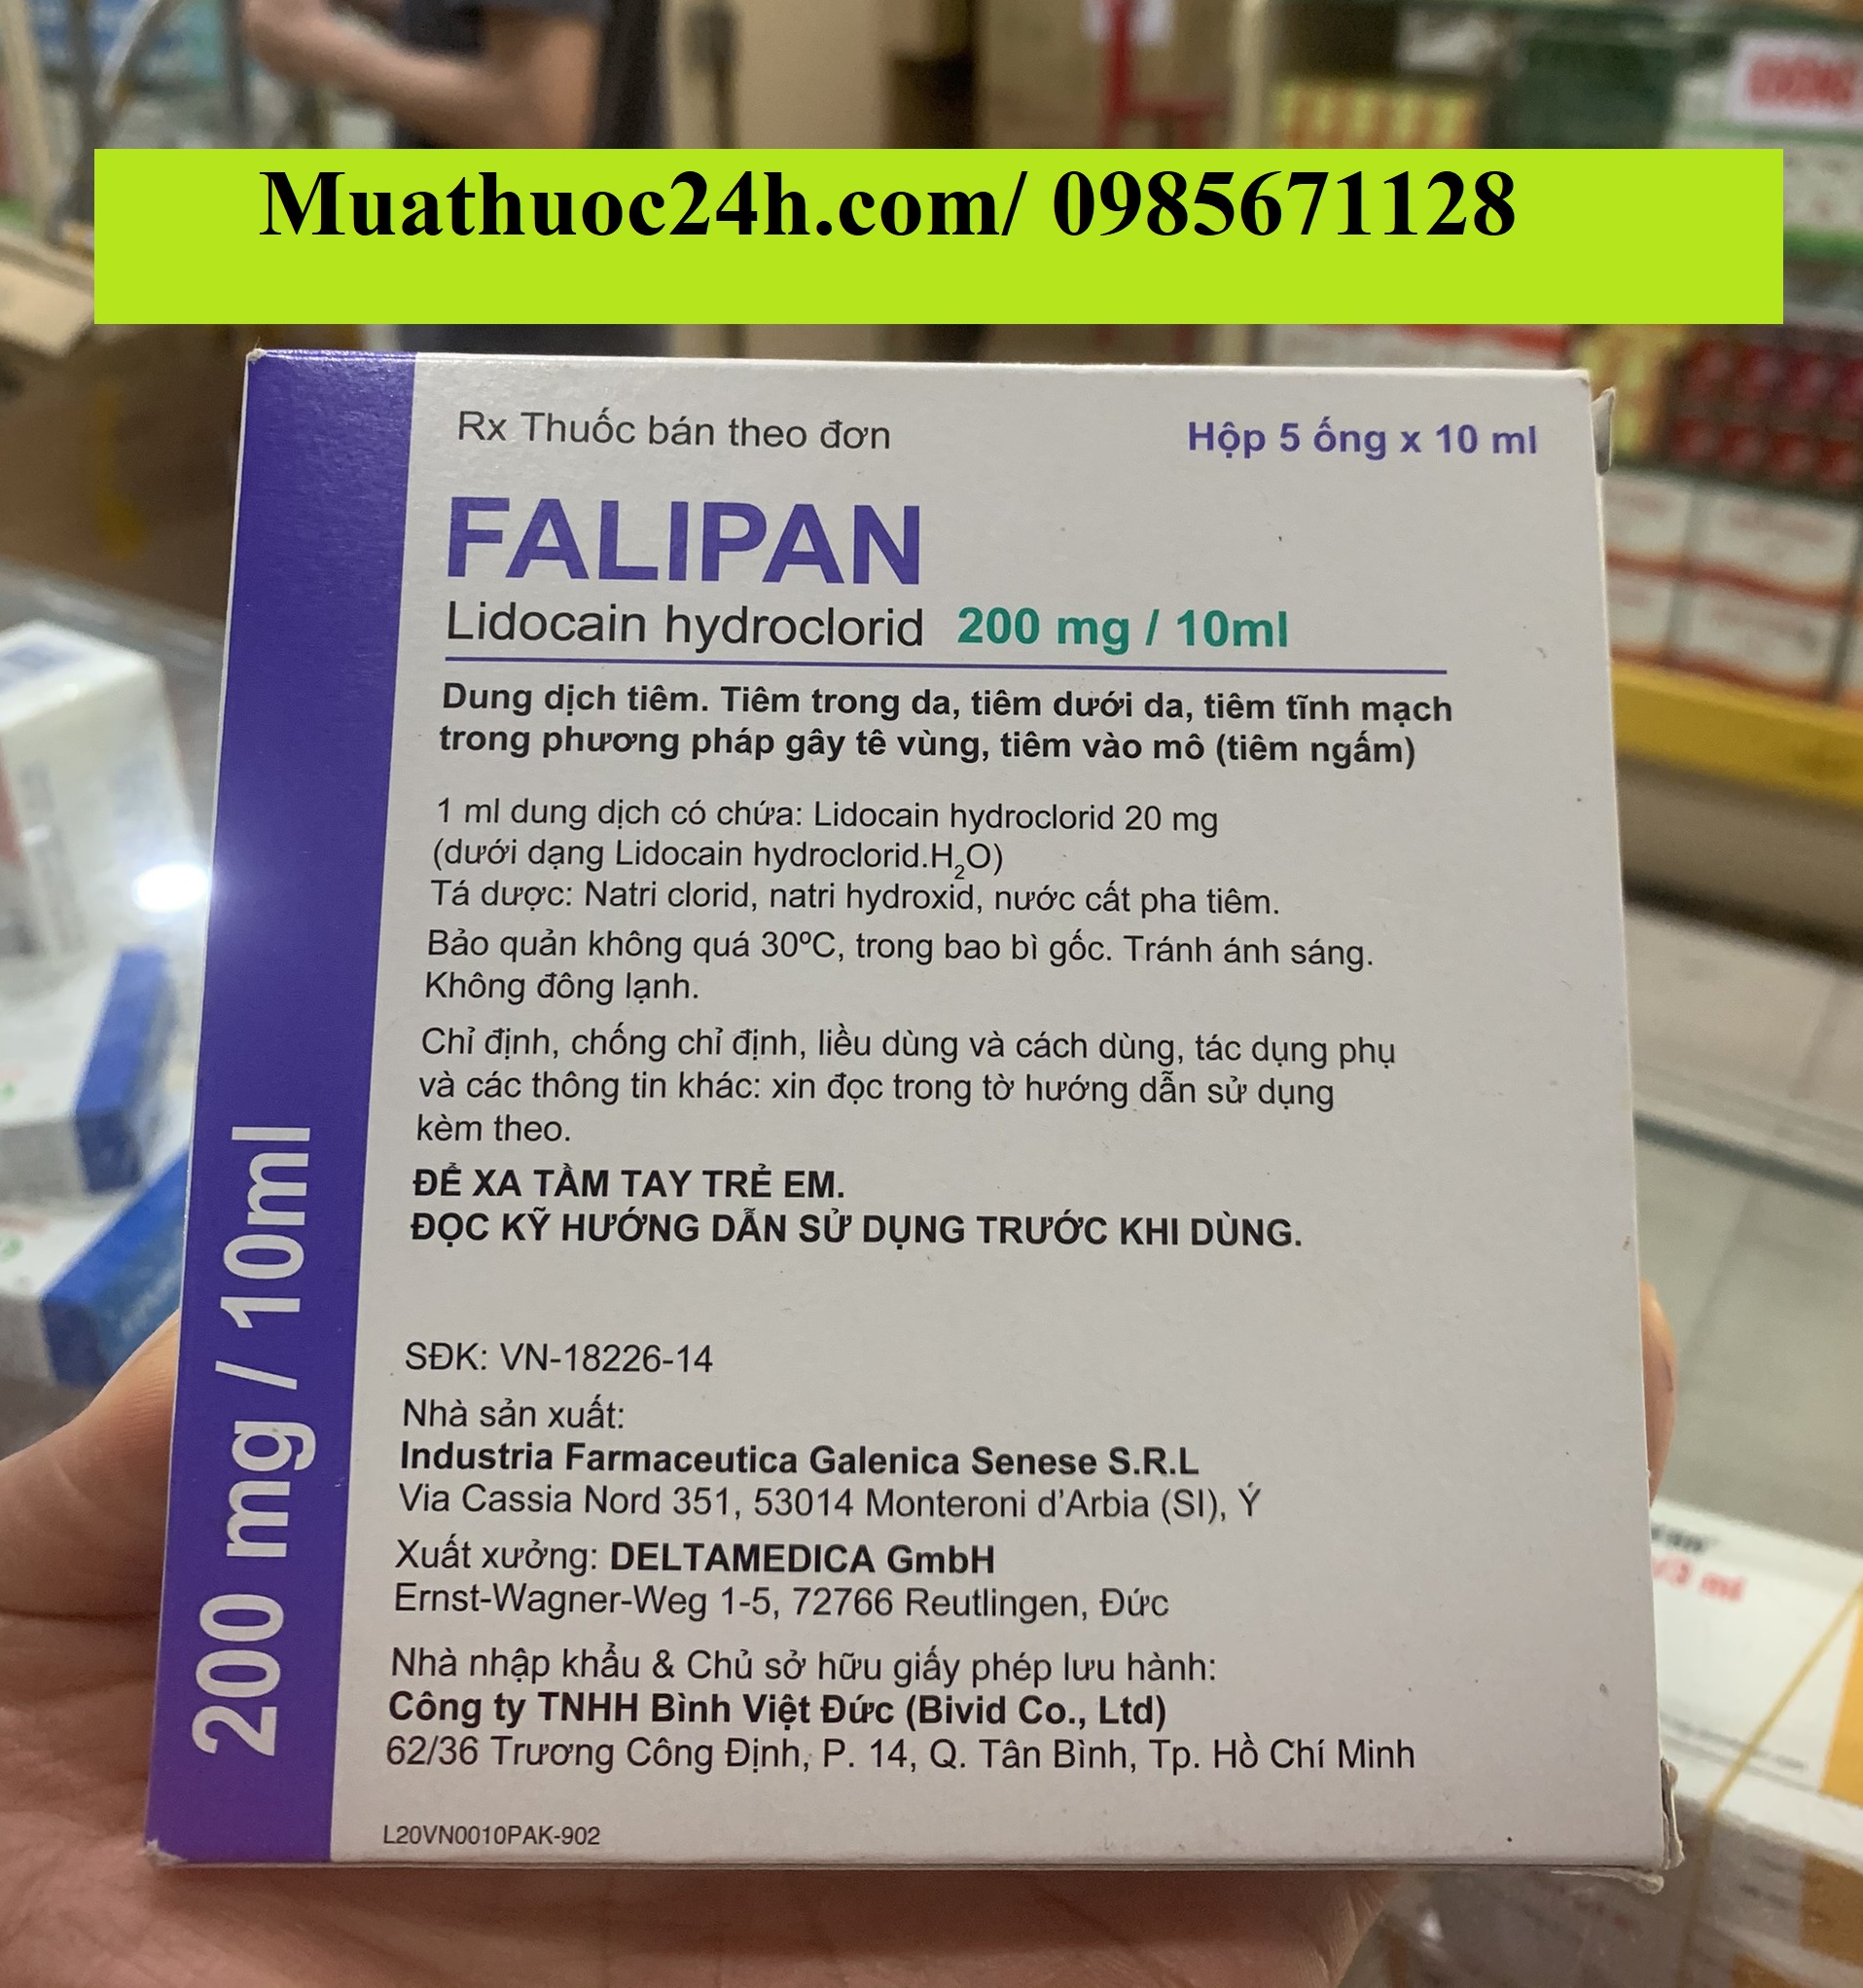 Muathuoc24h.com/ 0985671128
Rx Thuốc bán theo đơn
Hộp 5 ống x 10 ml
FALIPAN
Lidocain hydroclorid 200 mg / 10ml
Dung dịch tiêm. Tiêm trong da, tiêm dưới da, tiêm tĩnh mạch
trong phương pháp gây tê vùng, tiêm vào mô (tiêm ngấm)
1 ml dung dịch có chứa: Lidocain hydroclorid 20 mg
(dưới dạng Lidocain hydroclorid.H₂O)
Tá dược: Natri clorid, natri hydroxid, nước cất pha tiêm.
Bảo quản không quá 30ºC, trong bao bì gốc. Tránh ánh sáng.
Không đông lạnh.
Chỉ định, chống chỉ định, liều dùng và cách dùng, tác dụng phụ
và các thông tin khác: xin đọc trong tờ hướng dẫn sử dụng
kèm theo.
ĐỂ XA TẦM TAY TRẺ EM.
ĐỌC KỸ HƯỚNG DẪN SỬ DỤNG TRƯỚC KHI DÙNG.
SĐK: VN-18226-14
Nhà sản xuất:
Industria Farmaceutica Galenica Senese S.R.L
Via Cassia Nord 351, 53014 Monteroni d'Arbia (SI), Ý
Xuất xưởng: DELTAMEDICA GmbH
Ernst-Wagner-Weg 1-5, 72766 Reutlingen, Đức
Nhà nhập khẩu & Chủ sở hữu giấy phép lưu hành:
Công ty TNHH Bình Việt Đức (Bivid Co., Ltd)
62/36 Trương Công Định, P. 14, Q. Tân Bình, Tp. Hồ Chí Minh
L20VN0010PAK-902
200 mg / 10ml